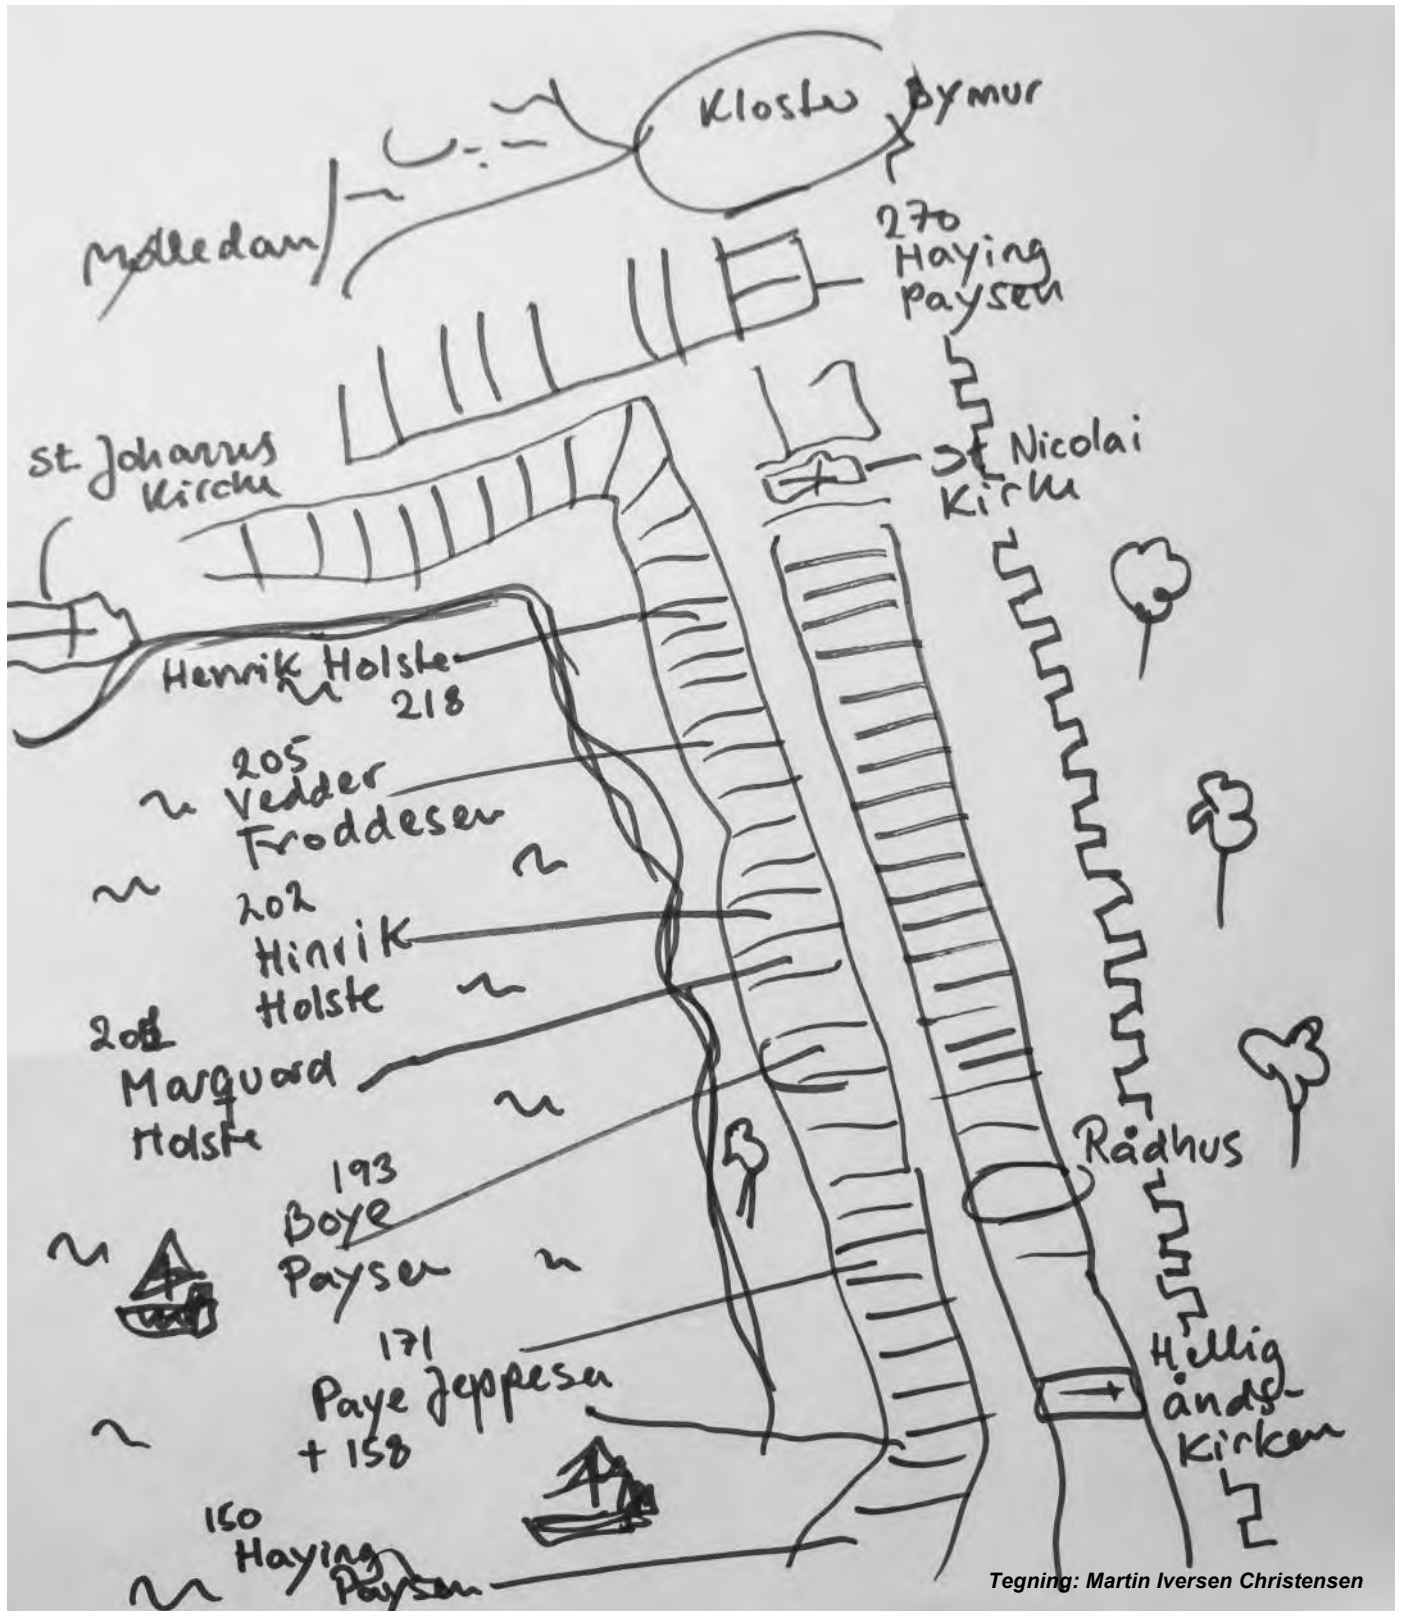 Kloster Bymur
Mølledam
270
Haying
Paysen
St. Johannis
Kirche
St Nicolai
Kirke
Henrik Holste
218
205
Vedder
Froddesen
202
Hinrik
Holste
Marquard
Holste
Rådhus
193
Boye
Paysen
171
Paye Jeppesen
+ 158
Hellig
ånds-
Kirken
150
Haying
Paysen
Tegning: Martin Iversen Christensen